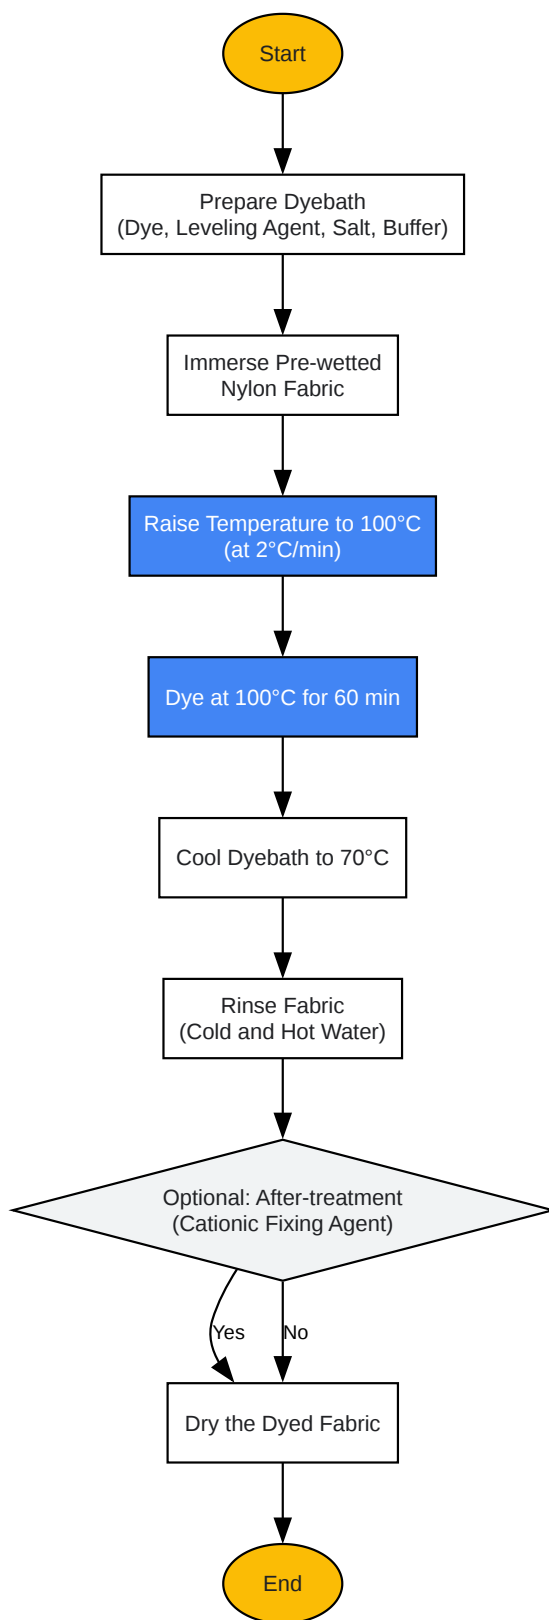 Start
Prepare Dyebath
(Dye, Leveling Agent, Salt, Buffer)
Immerse Pre-wetted
Nylon Fabric
Raise Temperature to 100°C
(at 2°C/min)
Dye at 100°C for 60 min
Cool Dyebath to 70°C
Rinse Fabric
(Cold and Hot Water)
Optional: After-treatment
(Cationic Fixing Agent)
Yes
No
Dry the Dyed Fabric
End